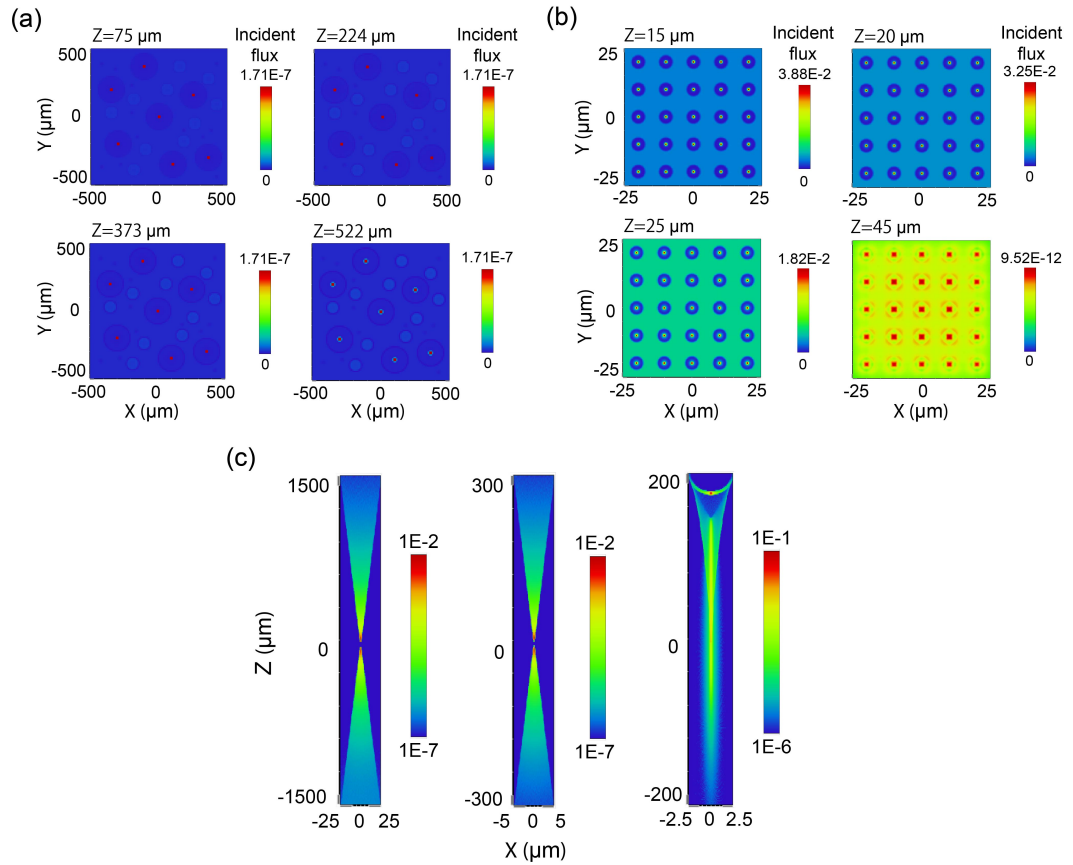 (a)
Z=75 µm
Incident
flux
1.71E-7
0
500
0
-500
Y (µm)
-500
0
500
Z=224 µm
Incident
flux
1.71E-7
0
-500
0
500
Z=373 µm
1.71E-7
0
500
0
-500
Y (µm)
-500
0
500
X (µm)
Z=522 µm
1.71E-7
0
-500
0
500
(b)
Z=15 µm
Incident
flux
3.88E-2
0
25
0
-25
Y (µm)
-25
0
25
Z=20 µm
Incident
flux
3.25E-2
0
-25
0
25
Z=25 µm
1.82E-2
0
25
0
-25
Y (µm)
-25
0
25
X (µm)
Z=45 µm
9.52E-12
0
-25
0
25
(c)
Z (µm)
1500
0
-1500
-25
0
25
1E-2
1E-7
300
0
-300
-5
0
5
1E-2
1E-7
200
0
-200
-2.5
0
2.5
1E-1
1E-6
X (µm)